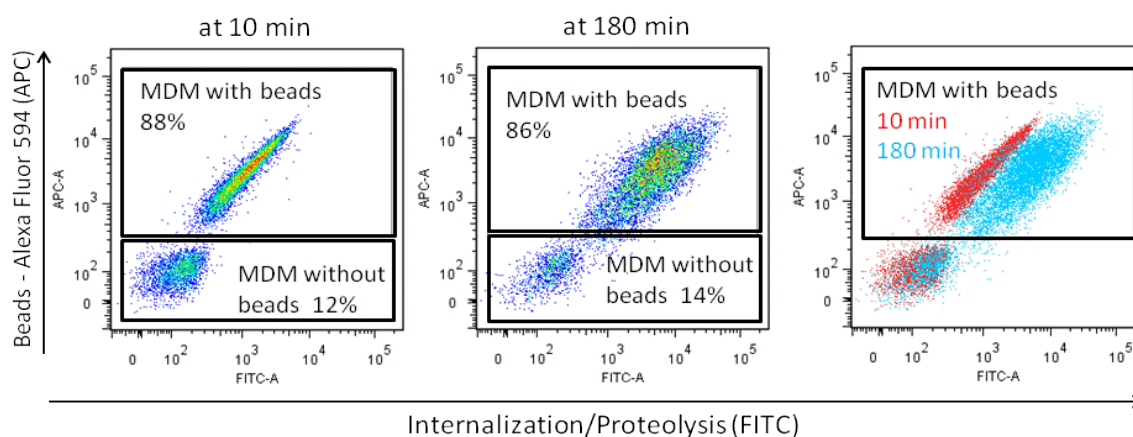 at 10 min
at 180 min
Beads - Alexa Fluor 594 (APC)
10⁵
10⁴
10³
10²
0
APC-A
MDM with beads
88%
MDM without
beads 12%
0
10²
10³
10⁴
10⁵
FITC-A
10⁵
10⁴
10³
10²
0
APC-A
MDM with beads
86%
MDM without
beads 14%
0
10²
10³
10⁴
10⁵
FITC-A
10⁵
10⁴
10³
10²
0
APC-A
MDM with beads
10 min
180 min
0
10²
10³
10⁴
10⁵
FITC-A
Internalization/Proteolysis (FITC)